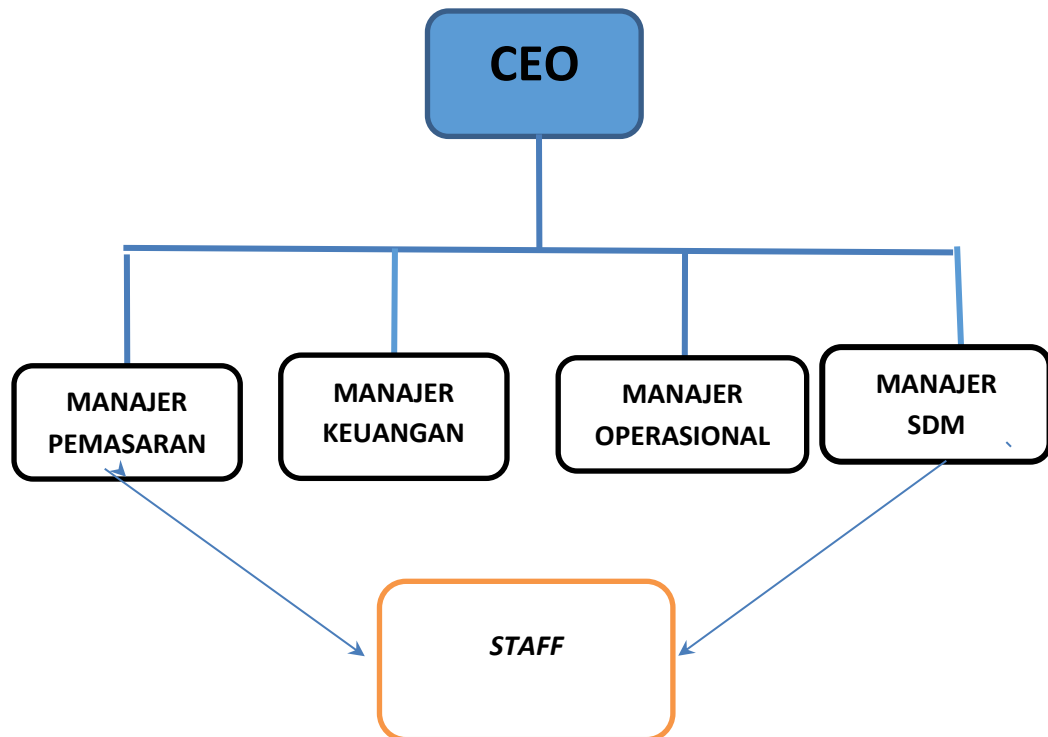 CEO
MANAJER
PEMASARAN
MANAJER
KEUANGAN
MANAJER
OPERASIONAL
MANAJER
SDM
STAFF